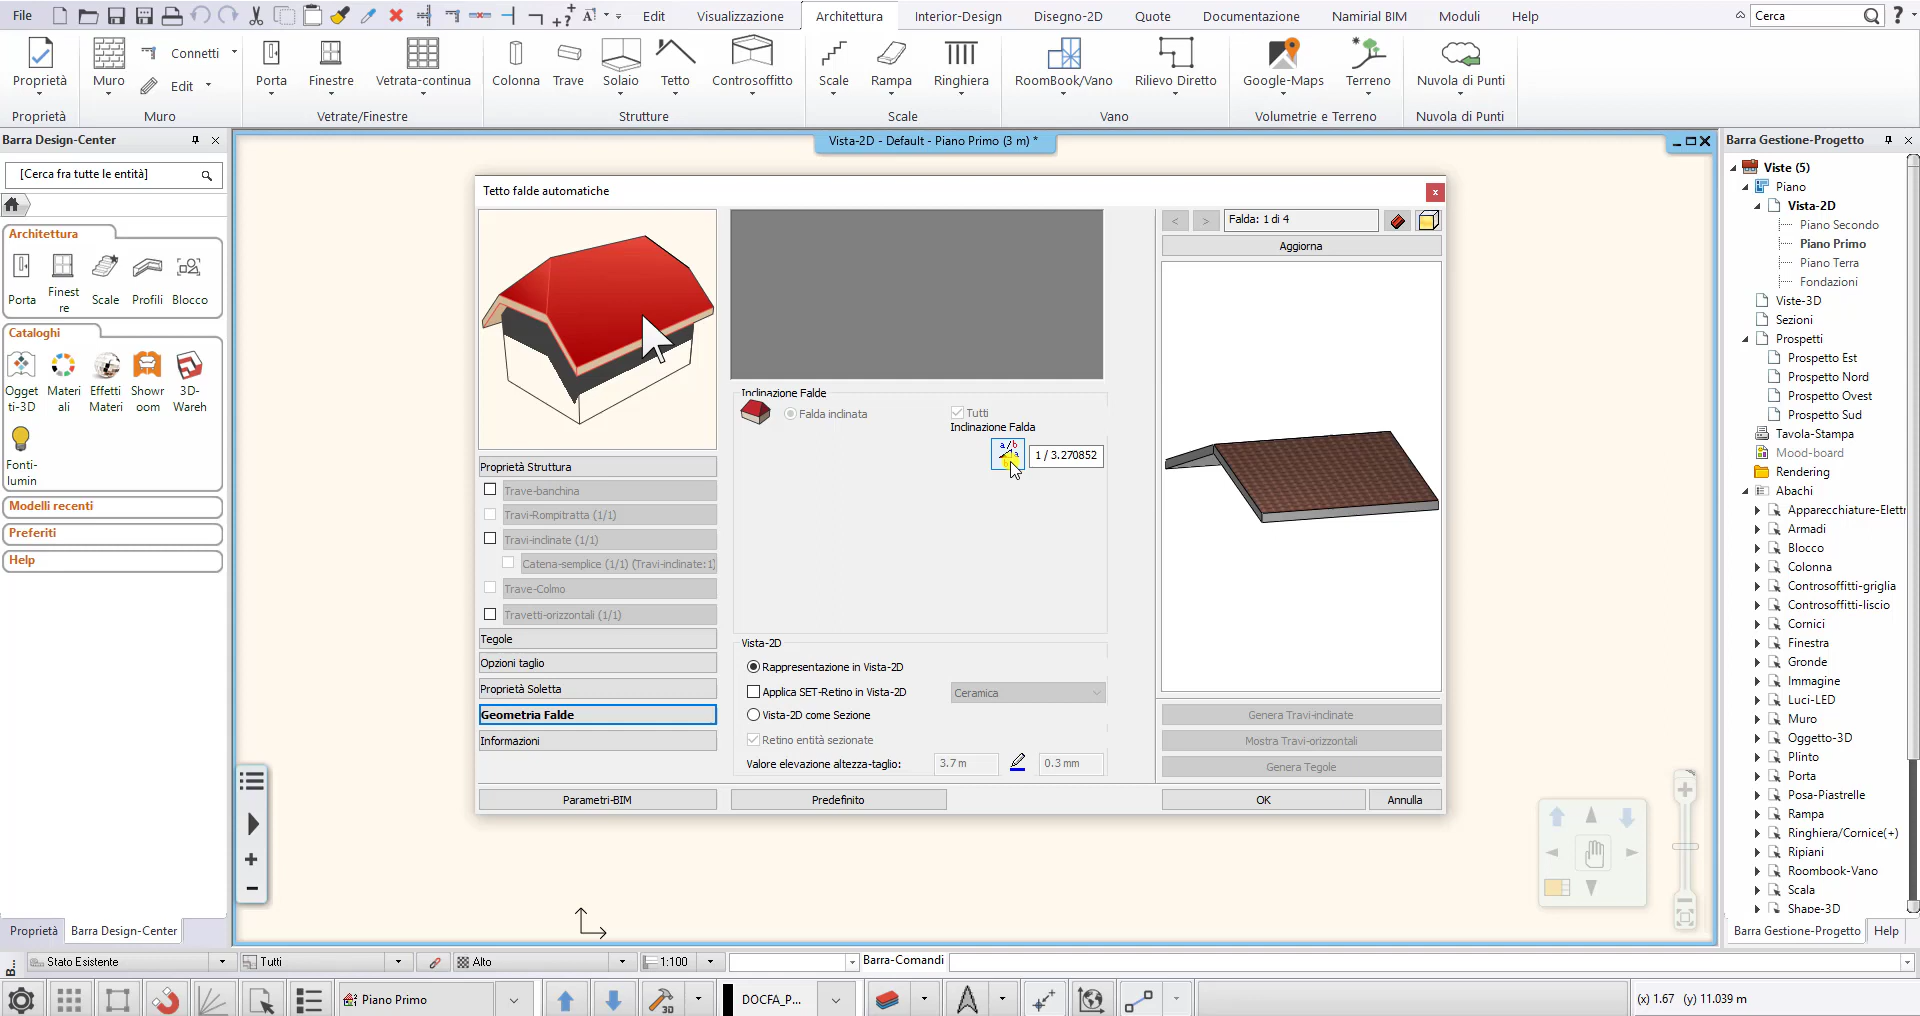 File
Edit
Visualizzazione
Architettura
Interior-Design
Disegno-2D
Quote
Documentazione
Namirial BIM
Moduli
Help
Cerca
Proprietà
Muro
Connetti
Edit
Porta
Finestre
Vetrata-continua
Colonna
Trave
Solaio
Tetto
Controsoffitto
Scale
Rampa
Ringhiera
RoomBook/Vano
Rilievo Diretto
Google-Maps
Terreno
Nuvola di Punti
Proprietà
Muro
Vetrate/Finestre
Strutture
Scale
Vano
Volumetrie e Terreno
Nuvola di Punti
Barra Design-Center
[Cerca fra tutte le entità]
Architettura
Porta
Finest
re
Scale
Profili
Blocco
Cataloghi
Ogget
ti-3D
Materi
ali
Effetti
Materi
Showr
oom
3D-
Wareh
Fonti-
lumin
Modelli recenti
Preferiti
Help
Proprietà
Barra Design-Center
Vista-2D - Default - Piano Primo (3 m) *
Tetto falde automatiche
Proprietà Struttura
Trave-banchina
Travi-Rompitratta (1/1)
Travi-inclinate (1/1)
Catena-semplice (1/1) (Travi-inclinate:1)
Trave-Colmo
Travetti-orizzontali (1/1)
Tegole
Opzioni taglio
Proprietà Soletta
Geometria Falde
Informazioni
Parametri-BIM
Inclinazione Falde
Falda inclinata
Tutti
Inclinazione Falda
a/b
1 / 3.270852
Vista-2D
Rappresentazione in Vista-2D
Applica SET-Retino in Vista-2D
Ceramica
Vista-2D come Sezione
Retino entità sezionate
Valore elevazione altezza-taglio:
3.7 m
0.3 mm
Predefinito
<
>
Falda: 1 di 4
Aggiorna
Genera Travi-inclinate
Mostra Travi-orizzontali
Genera Tegole
OK
Annulla
Barra Gestione-Progetto
Viste (5)
Piano
Vista-2D
Piano Secondo
Piano Primo
Piano Terra
Fondazioni
Viste-3D
Sezioni
Prospetti
Prospetto Est
Prospetto Nord
Prospetto Ovest
Prospetto Sud
Tavola-Stampa
Mood-board
Rendering
Abachi
Apparecchiature-Elettr
Armadi
Blocco
Colonna
Controsoffitti-griglia
Controsoffitti-liscio
Cornici
Finestra
Gronde
Immagine
Luci-LED
Muro
Oggetto-3D
Plinto
Porta
Posa-Piastrelle
Rampa
Ringhiera/Cornice(+)
Ripiani
Roombook-Vano
Scala
Shape-3D
Barra Gestione-Progetto
Help
B...
Stato Esistente
Tutti
Alto
1:100
Barra-Comandi
Piano Primo
DOCFA_P...
(x) 1.67 (y) 11.039 m